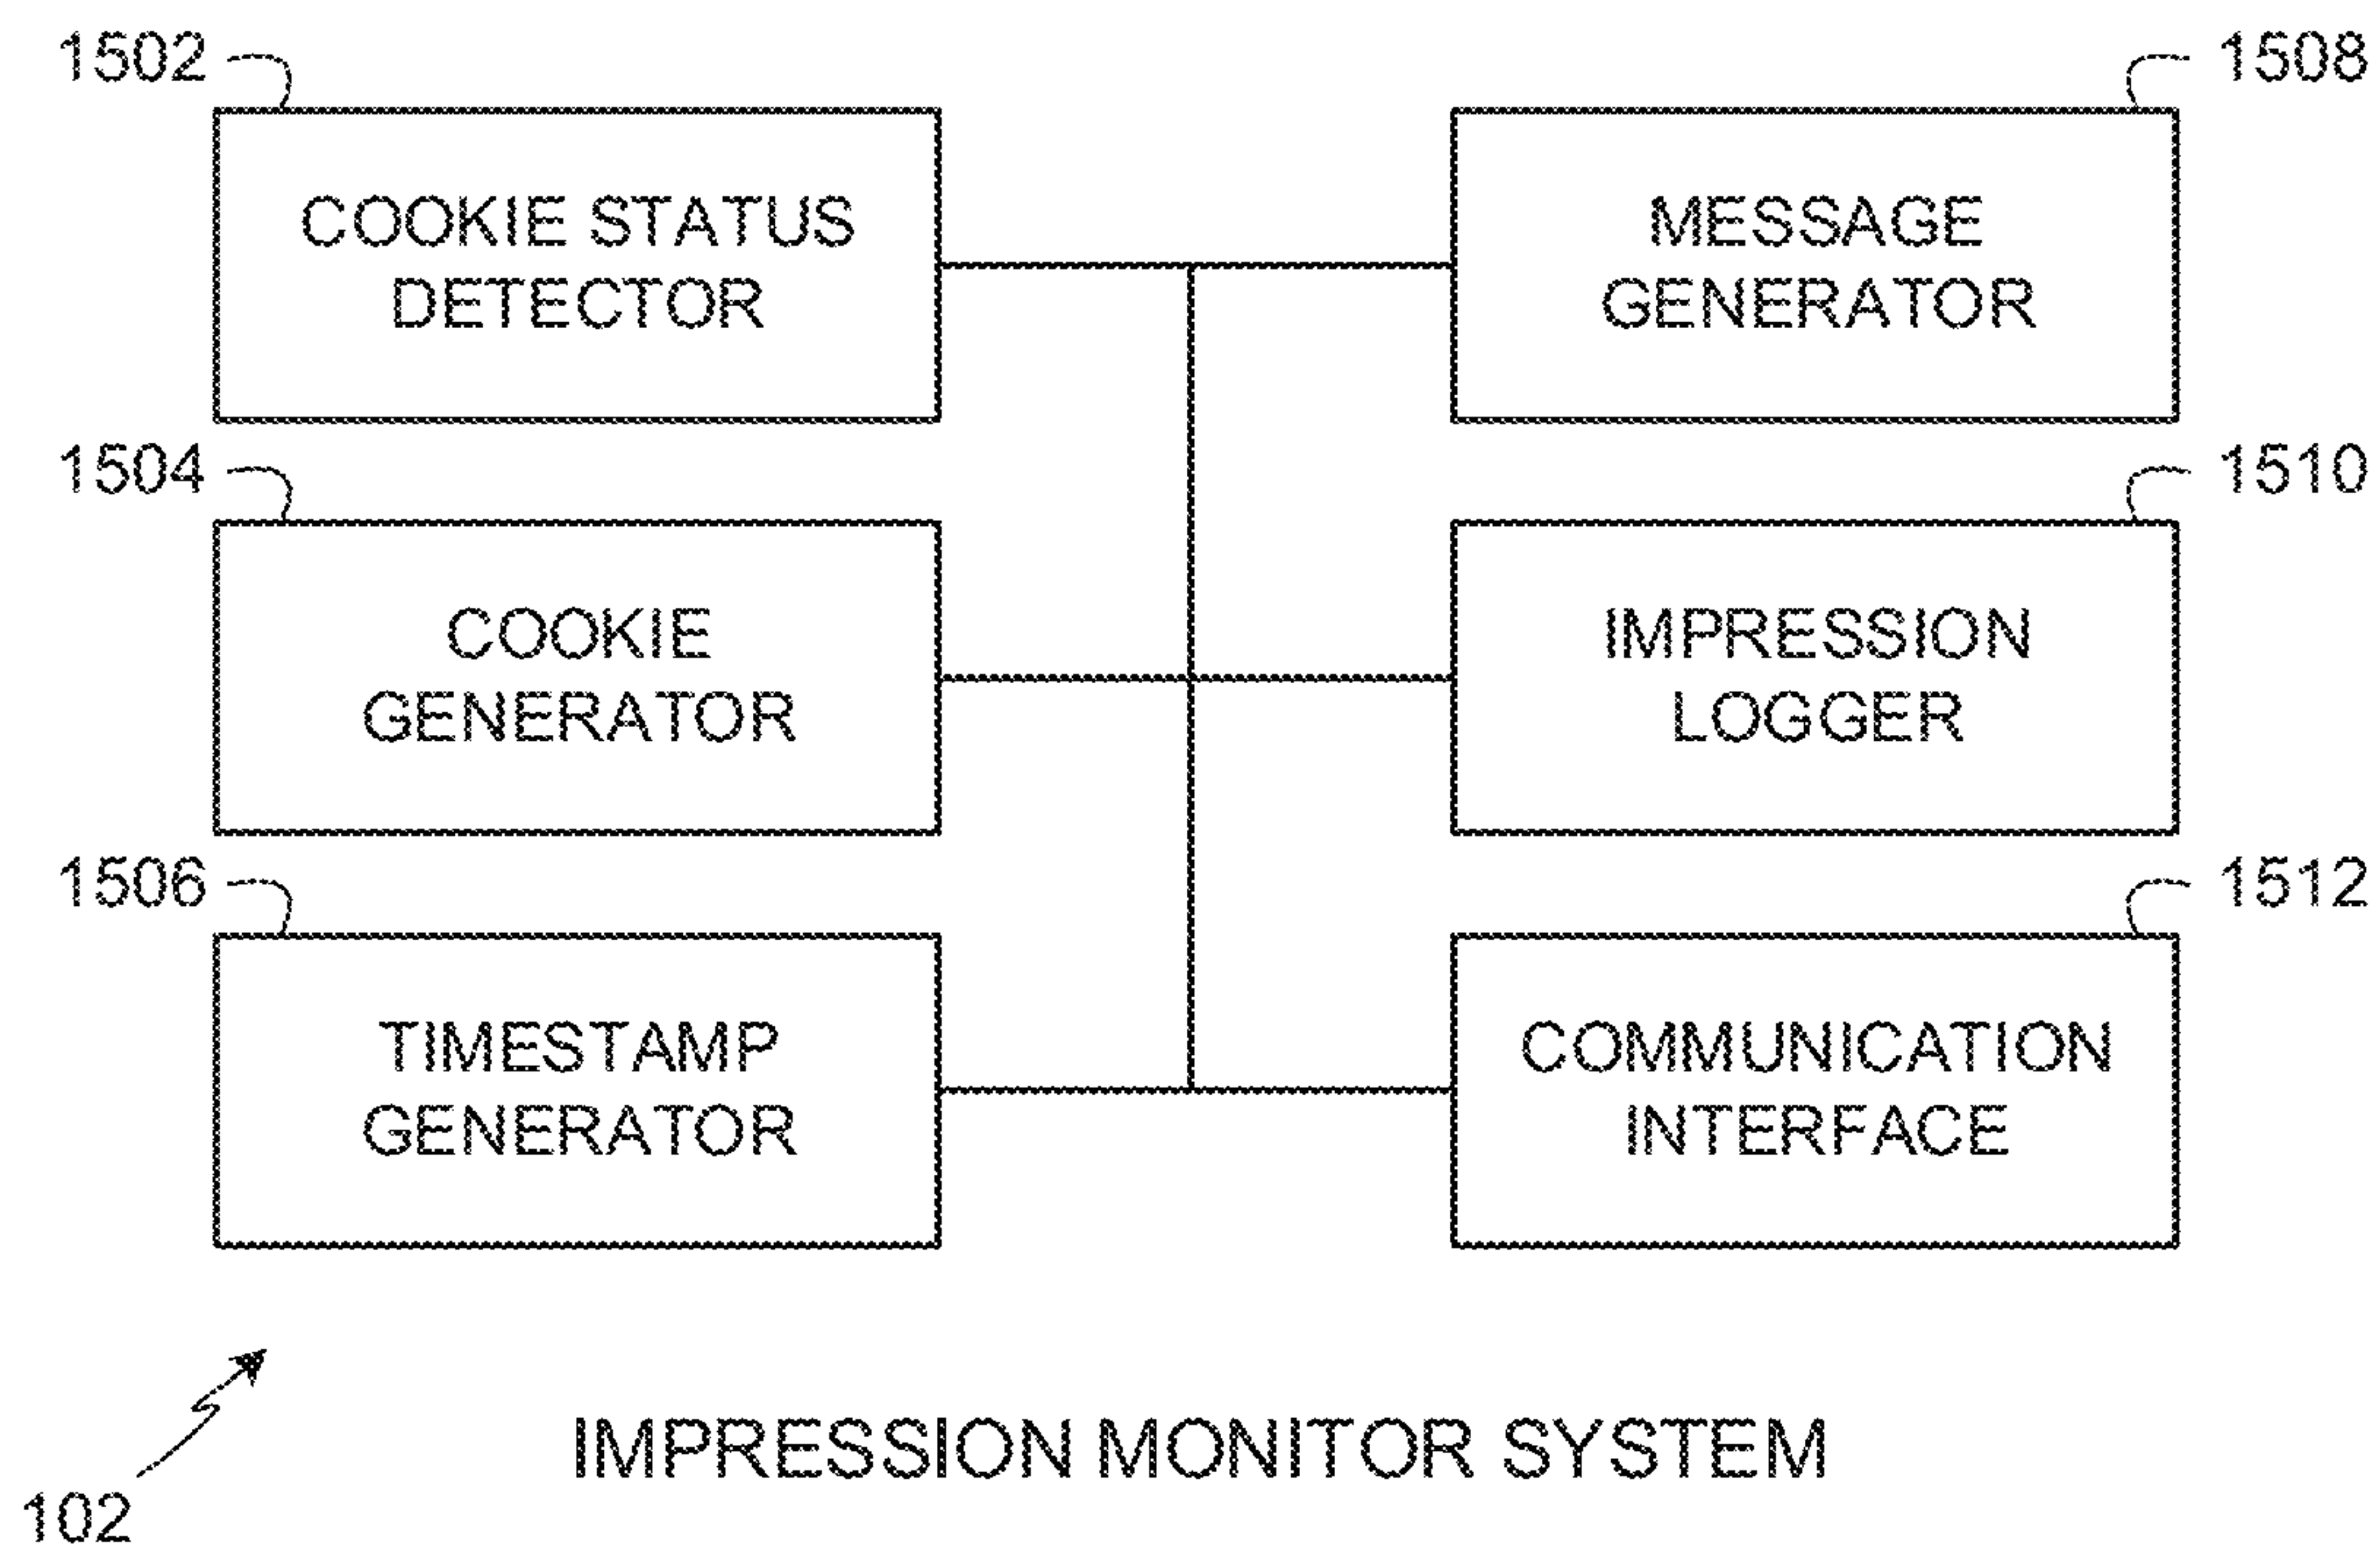 1502
1508
COOKIE STATUS
DETECTOR
MESSAGE
GENERATOR
1504
1510
COOKIE
GENERATOR
IMPRESSION
LOGGER
1506
1512
TIMESTAMP
GENERATOR
COMMUNICATION
INTERFACE
IMPRESSION MONITOR SYSTEM
102